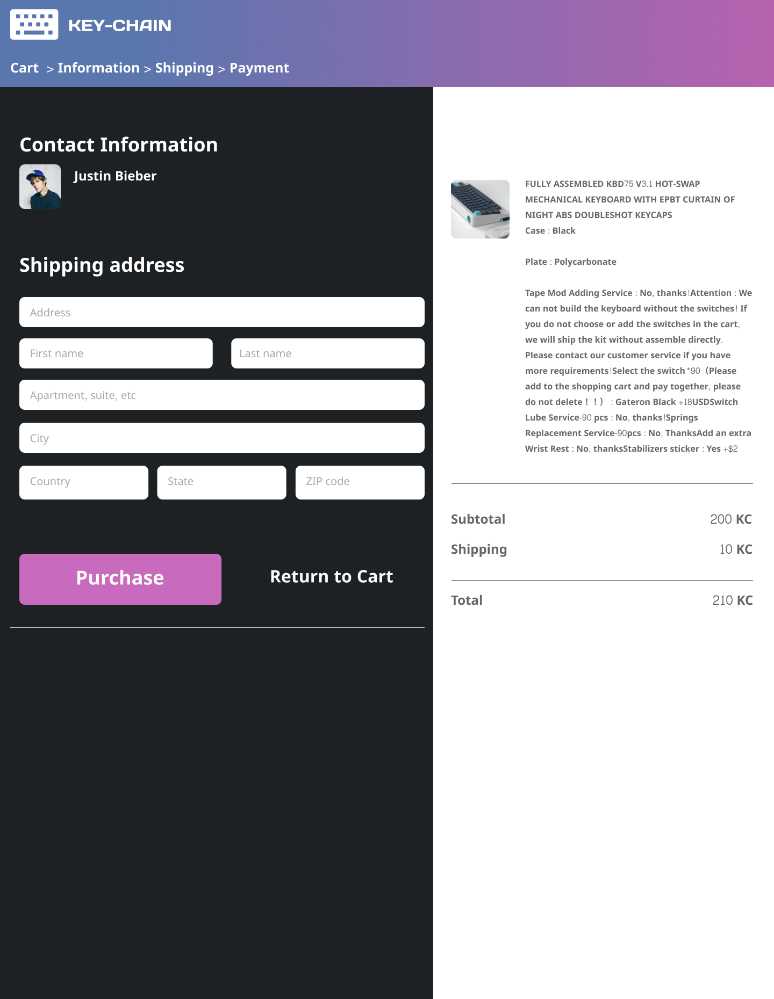 KEY-CHAIN
Cart > Information > Shipping > Payment
Contact Information
Justin Bieber
Shipping address
Address
First name
Last name
Apartment, suite, etc
City
Country
State
ZIP code
Purchase
Return to Cart
FULLY ASSEMBLED KBD75 V3.1 HOT-SWAP
MECHANICAL KEYBOARD WITH EPBT CURTAIN OF
NIGHT ABS DOUBLESHOT KEYCAPS
Case : Black
Plate : Polycarbonate
Tape Mod Adding Service : No, thanks!Attention : We
can not build the keyboard without the switches! If
you do not choose or add the switches in the cart,
we will ship the kit without assemble directly.
Please contact our customer service if you have
more requirements!Select the switch*90（Please
add to the shopping cart and pay together, please
do not delete！！） : Gateron Black +18USDSwitch
Lube Service-90 pcs : No, thanks!Springs
Replacement Service-90pcs : No, ThanksAdd an extra
Wrist Rest : No, thanksStabilizers sticker : Yes +$2
Subtotal 200 KC
Shipping 10 KC
Total 210 KC